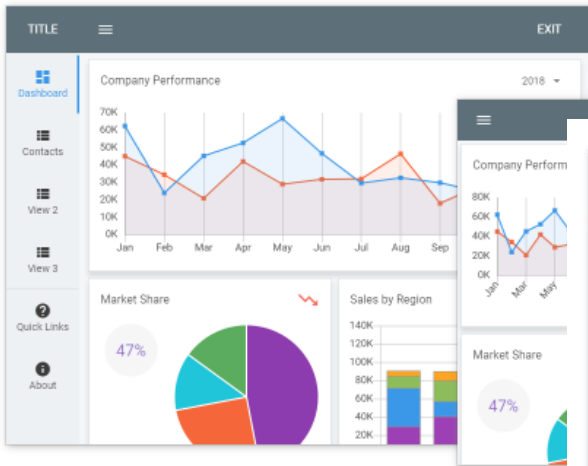 TITLE
EXIT
Dashboard
Contacts
View 2
View 3
Quick Links
About
Company Performance
2018
70K
60K
50K
40K
30K
20K
10K
0K
Jan Feb Mar Apr May Jun Jul Aug Sep
Market Share
47%
Sales by Region
140K
120K
100K
80K
60K
40K
20K
Company Perform
80K
60K
40K
20K
0K
Jan Mar May
Market Share
47%